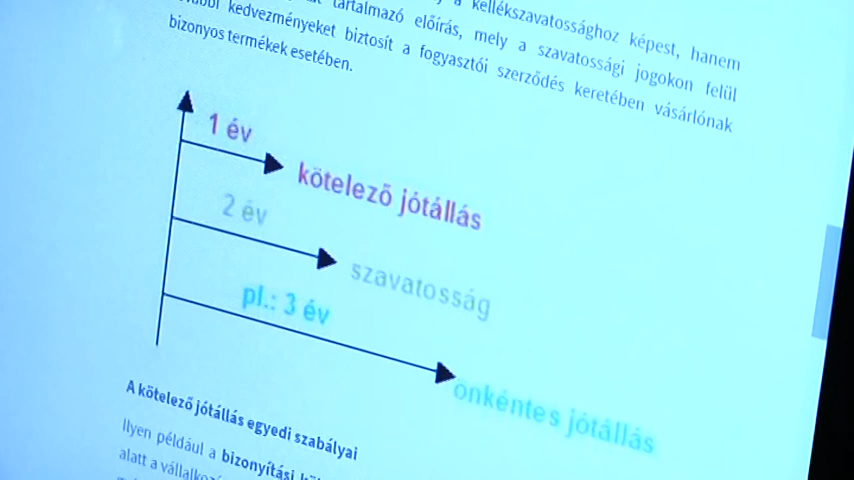 a kellékszavatossághoz képest, hanem
tartalmazó előírás, mely a szavatossági jogokon felül
kedvezményeket biztosít a fogyasztói szerződés keretében vásárlónak
bizonyos termékek esetében.
1 év
kötelező jótállás
2 év
szavatosság
pl.: 3 év
önkéntes jótállás
A kötelező jótállás egyedi szabályai
Ilyen például a bizonyítási
alatt a